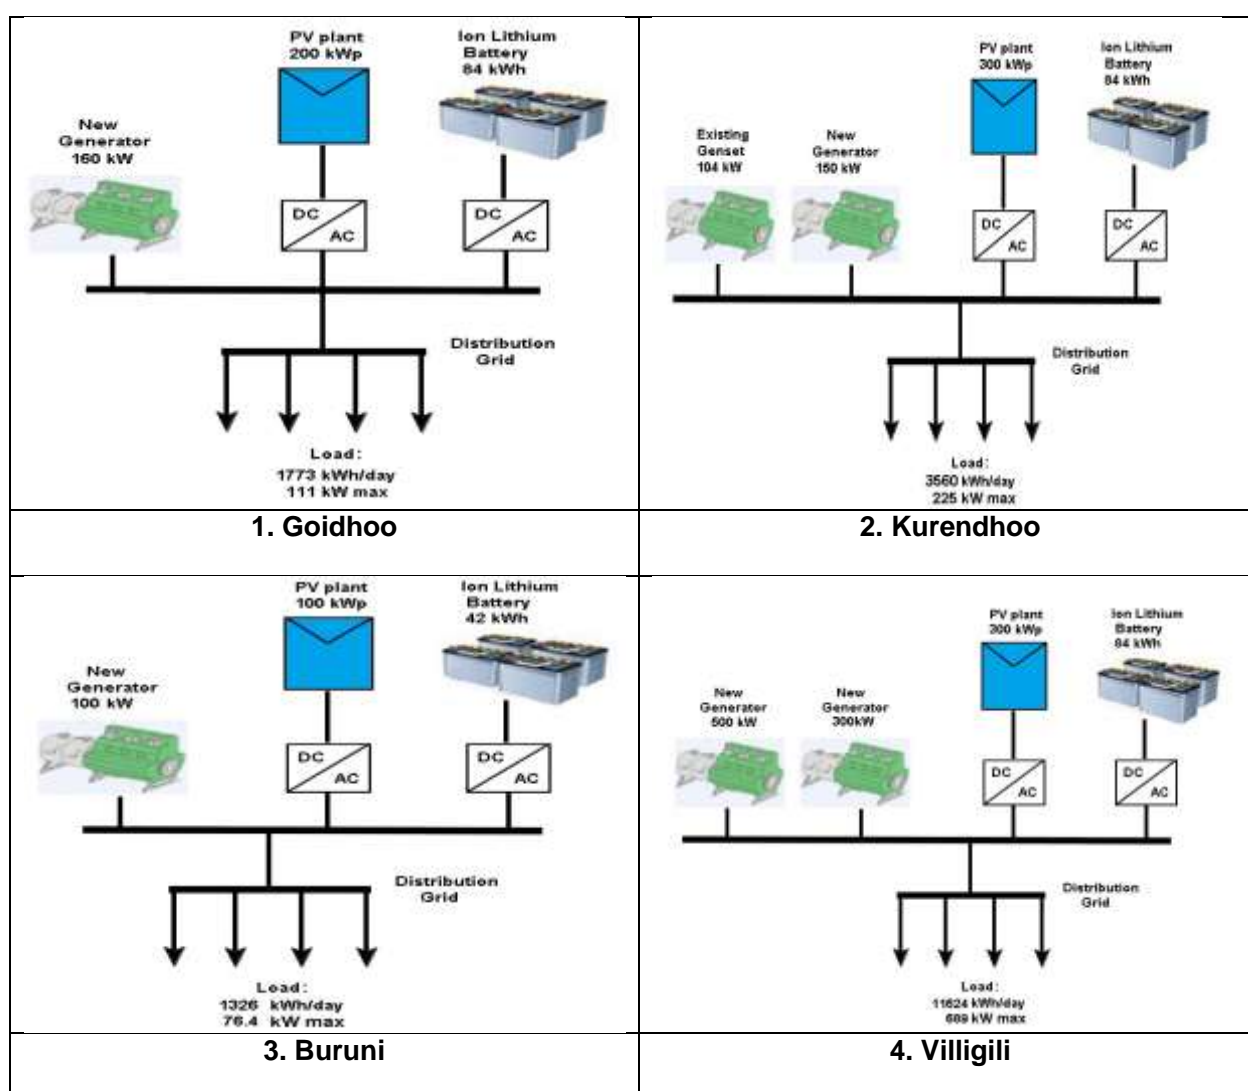 PV plant
200 kWp
Ion Lithium
Battery
84 kWh
New
Generator
160 kW
DC
AC
DC
AC
Distribution
Grid
Load:
1773 kWh/day
111 kW max
1. Goidhoo
PV plant
300 kWp
Ion Lithium
Battery
84 kWh
Existing
Genset
104 kW
New
Generator
150 kW
DC
AC
DC
AC
Distribution
Grid
Load:
3560 kWh/day
225 kW max
2. Kurendhoo
PV plant
100 kWp
Ion Lithium
Battery
42 kWh
New
Generator
100 kW
DC
AC
DC
AC
Distribution
Grid
Load:
1326 kWh/day
76.4 kW max
3. Buruni
PV plant
300 kWp
Ion Lithium
Battery
84 kWh
New
Generator
500 kW
New
Generator
300kW
DC
AC
DC
AC
Distribution
Grid
Load:
11624 kWh/day
689 kW max
4. Villigili